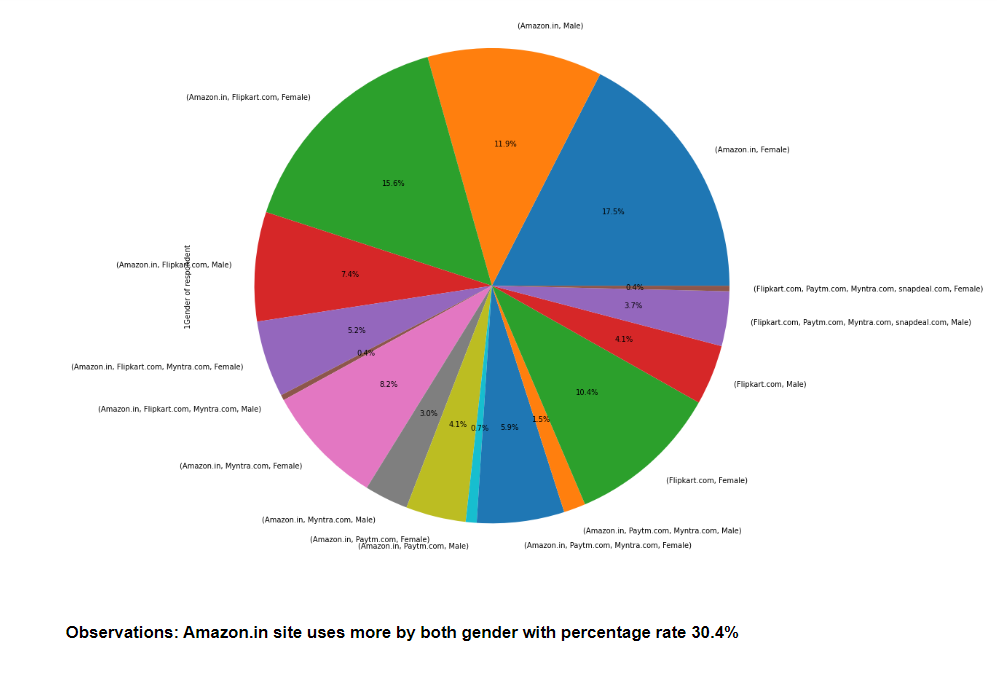 (Amazon.in, Male)
(Amazon.in, Flipkart.com, Female)
11.9%
(Amazon.in, Female)
15.6%
17.5%
1Gender of respondent
(Amazon.in, Flipkart.com, Male)
7.4%
0.4%
(Flipkart.com, Paytm.com, Myntra.com, snapdeal.com, Female)
3.7%
(Flipkart.com, Paytm.com, Myntra.com, snapdeal.com, Male)
5.2%
4.1%
0.4%
(Amazon.in, Flipkart.com, Myntra.com, Female)
8.2%
(Flipkart.com, Male)
10.4%
(Amazon.in, Flipkart.com, Myntra.com, Male)
3.0%
4.1%
0.7%
5.9%
1.5%
(Amazon.in, Myntra.com, Female)
(Flipkart.com, Female)
(Amazon.in, Myntra.com, Male)
(Amazon.in, Paytm.com, Myntra.com, Male)
(Amazon.in, Paytm.com, Female)
(Amazon.in, Paytm.com, Male)
(Amazon.in, Paytm.com, Myntra.com, Female)
Observations: Amazon.in site uses more by both gender with percentage rate 30.4%